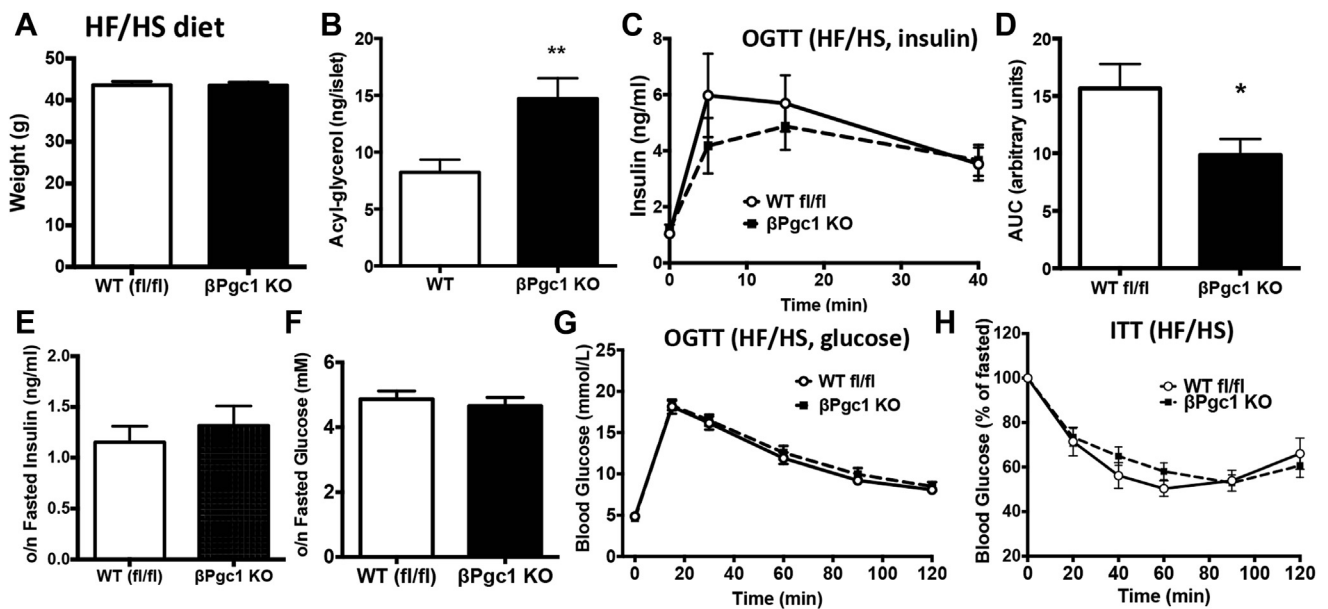 A
HF/HS diet
Weight (g)
50
40
30
20
10
0
WT (fl/fl)
βPgc1 KO
B
Acyl-glycerol (ng/islet)
20
15
10
5
0
**
WT
βPgc1 KO
C
OGTT (HF/HS, insulin)
Insulin (ng/ml)
8
6
4
2
0
WT fl/fl
βPgc1 KO
0
10
20
30
40
Time (min)
D
AUC (arbitrary units)
20
15
10
5
0
*
WT fl/fl
βPgc1 KO
E
o/n Fasted Insulin (ng/ml)
2.0
1.5
1.0
0.5
0.0
WT (fl/fl)
βPgc1 KO
F
o/n Fasted Glucose (mM)
6
4
2
0
WT (fl/fl)
βPgc1 KO
G
OGTT (HF/HS, glucose)
Blood Glucose (mmol/L)
25
20
15
10
5
0
WT fl/fl
βPgc1 KO
0
20
40
60
80
100
120
Time (min)
H
ITT (HF/HS)
Blood Glucose (% of fasted)
120
100
80
60
40
20
WT fl/fl
βPgc1 KO
0
20
40
60
80
100
120
Time (min)